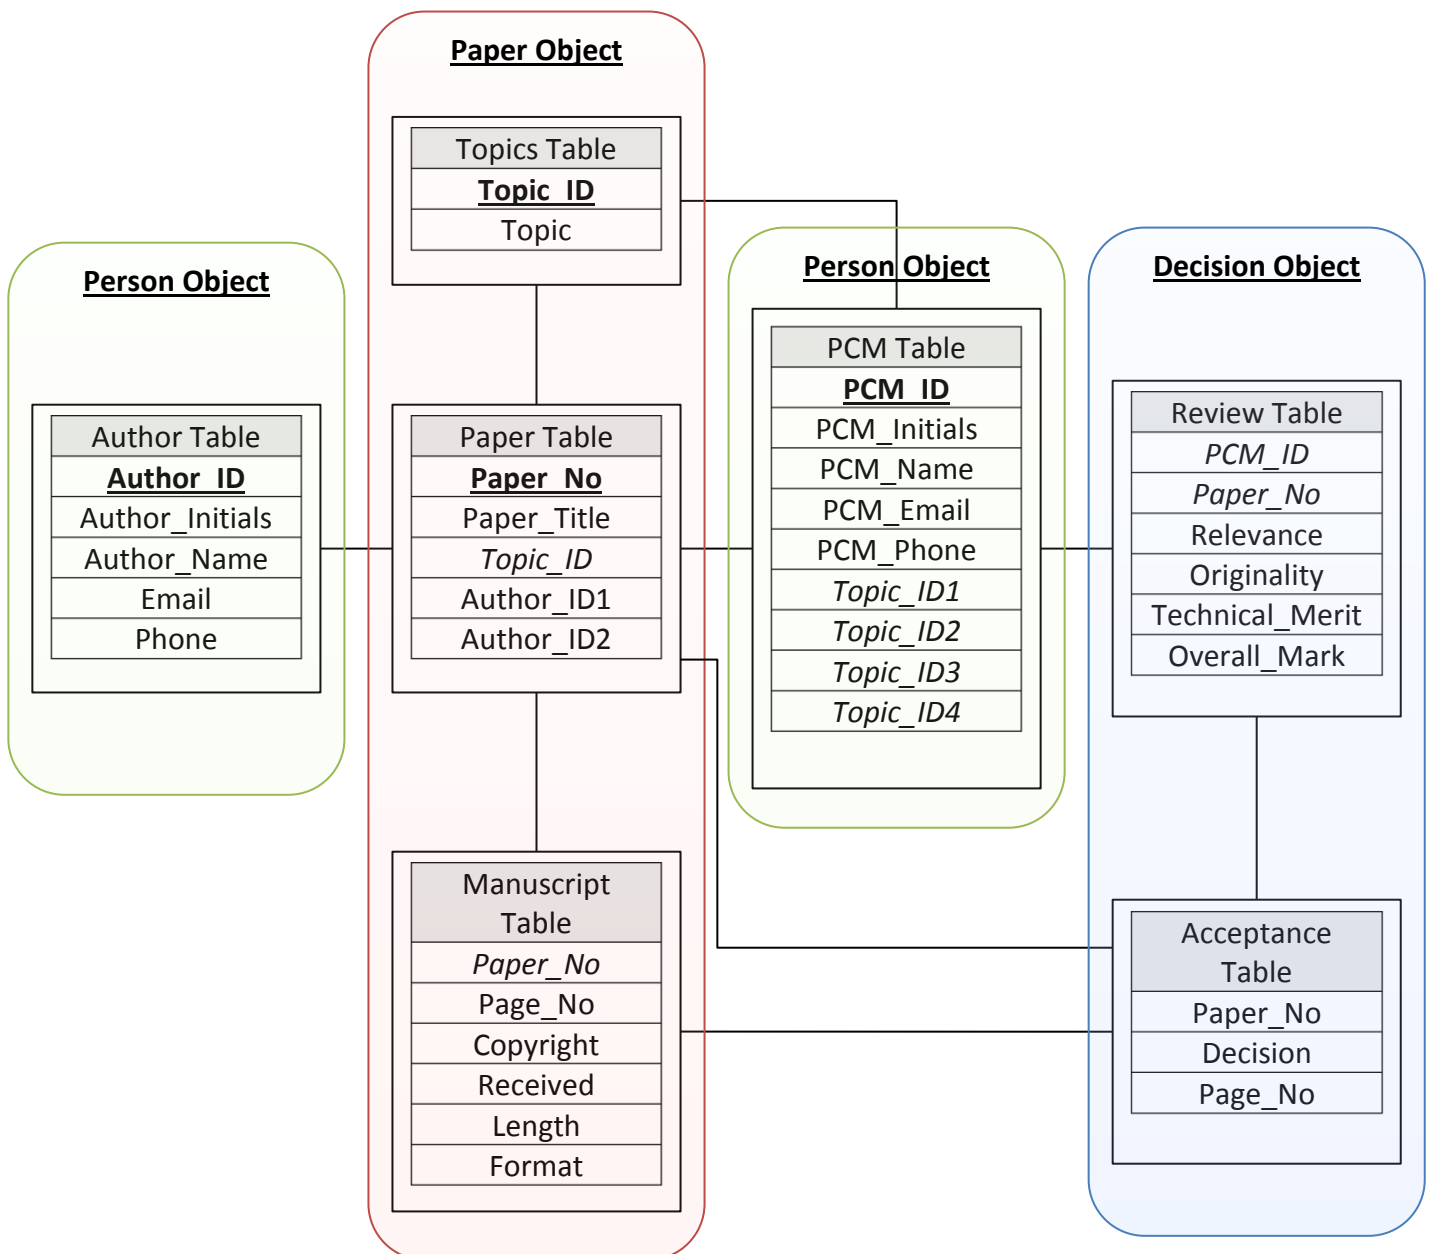 Paper Object
Topics Table
Topic_ID
Topic
Person Object
Author Table
Author_ID
Author_Initials
Author_Name
Email
Phone
Paper Table
Paper_No
Paper_Title
Topic_ID
Author_ID1
Author_ID2
Manuscript
Table
Paper_No
Page_No
Copyright
Received
Length
Format
Person Object
PCM Table
PCM_ID
PCM_Initials
PCM_Name
PCM_Email
PCM_Phone
Topic_ID1
Topic_ID2
Topic_ID3
Topic_ID4
Decision Object
Review Table
PCM_ID
Paper_No
Relevance
Originality
Technical_Merit
Overall_Mark
Acceptance
Table
Paper_No
Decision
Page_No